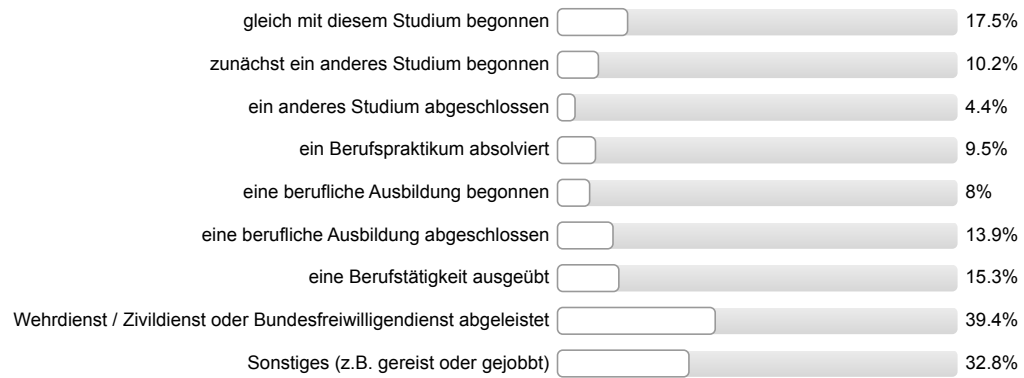 gleich mit diesem Studium begonnen 17.5%
zunächst ein anderes Studium begonnen 10.2%
ein anderes Studium abgeschlossen 4.4%
ein Berufspraktikum absolviert 9.5%
eine berufliche Ausbildung begonnen 8%
eine berufliche Ausbildung abgeschlossen 13.9%
eine Berufstätigkeit ausgeübt 15.3%
Wehrdienst / Zivildienst oder Bundesfreiwilligendienst abgeleistet 39.4%
Sonstiges (z.B. gereist oder gejobbt) 32.8%